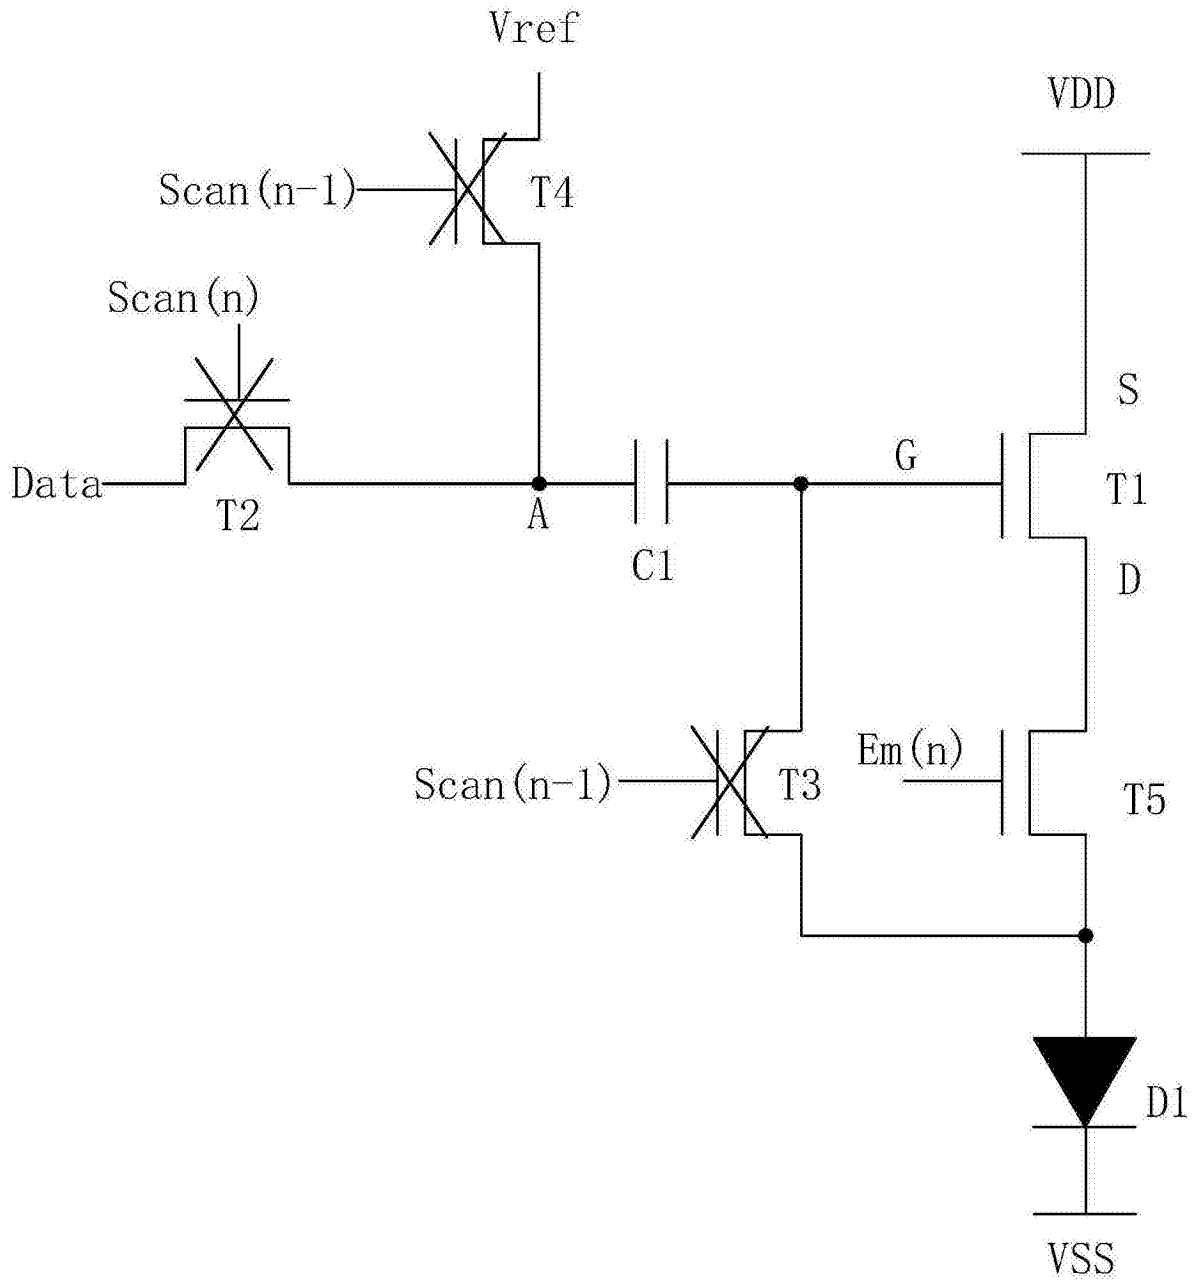 Vref
VDD
Scan(n-1)
T4
Scan(n)
S
G
Data
T1
T2
A
C1
D
Em(n)
Scan(n-1)
T3
T5
D1
VSS